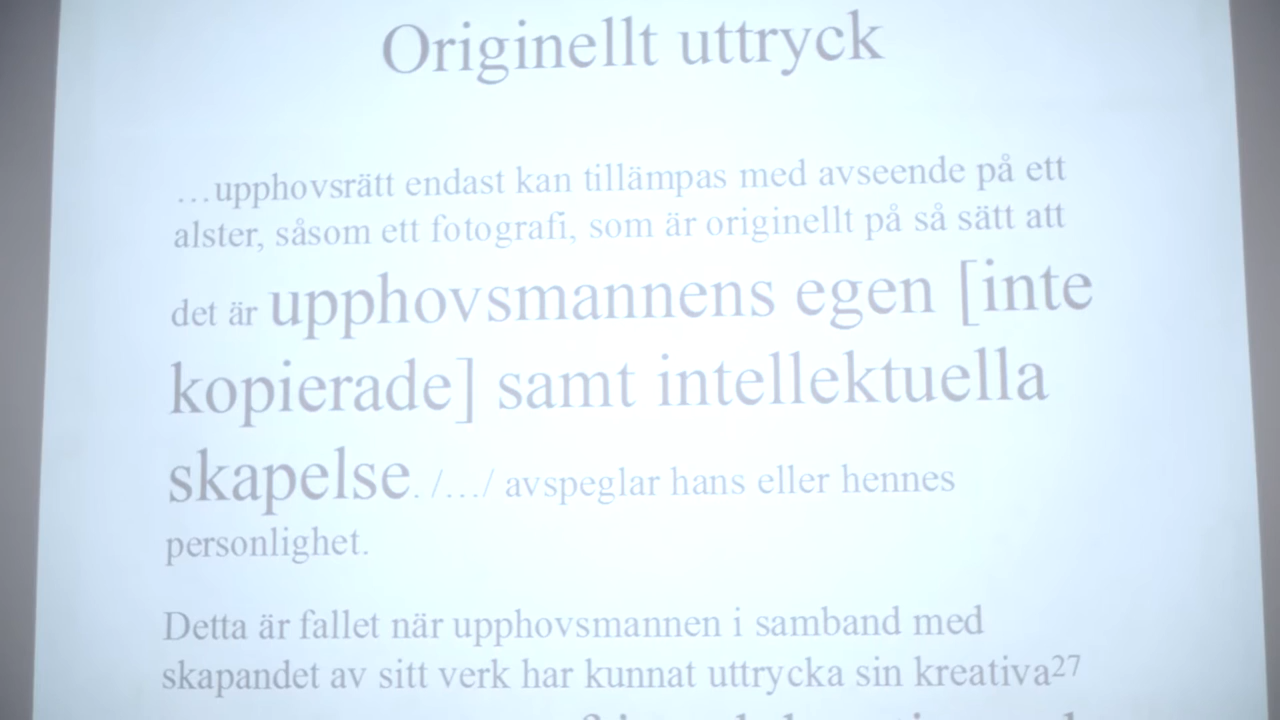 Originellt uttryck
…upphovsrätt endast kan tillämpas med avseende på ett
alster, såsom ett fotografi, som är originellt på så sätt att
det är upphovsmannens egen [inte
kopierade] samt intellektuella
skapelse. /…/ avspeglar hans eller hennes
personlighet.
Detta är fallet när upphovsmannen i samband med
skapandet av sitt verk har kunnat uttrycka sin kreativa27